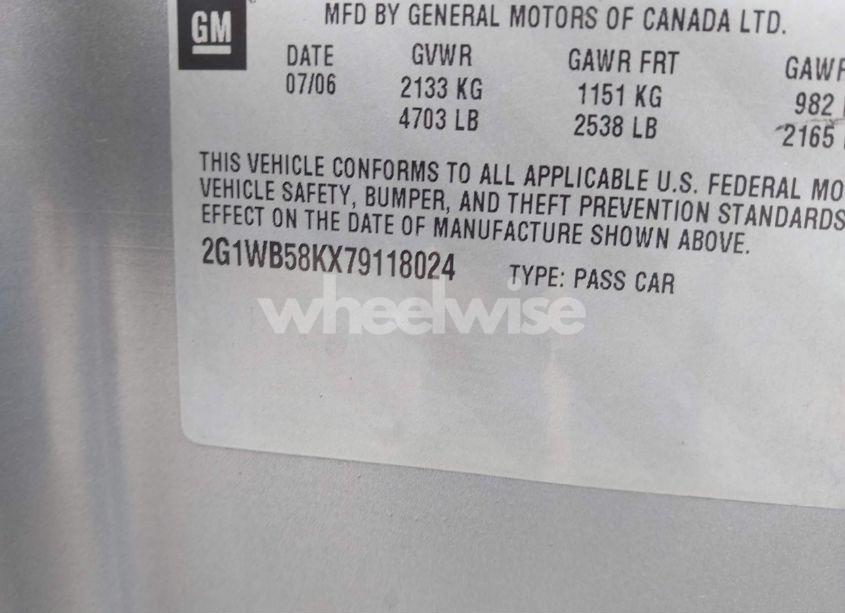 GM
MFD BY GENERAL MOTORS OF CANADA LTD.
DATE GVWR GAWR FRT GAWR
07/06 2133 KG 1151 KG 982
4703 LB 2538 LB 2165
THIS VEHICLE CONFORMS TO ALL APPLICABLE U.S. FEDERAL MO
VEHICLE SAFETY, BUMPER, AND THEFT PREVENTION STANDARDS
EFFECT ON THE DATE OF MANUFACTURE SHOWN ABOVE.
2G1WB58KX79118024 TYPE: PASS CAR
wheelwise